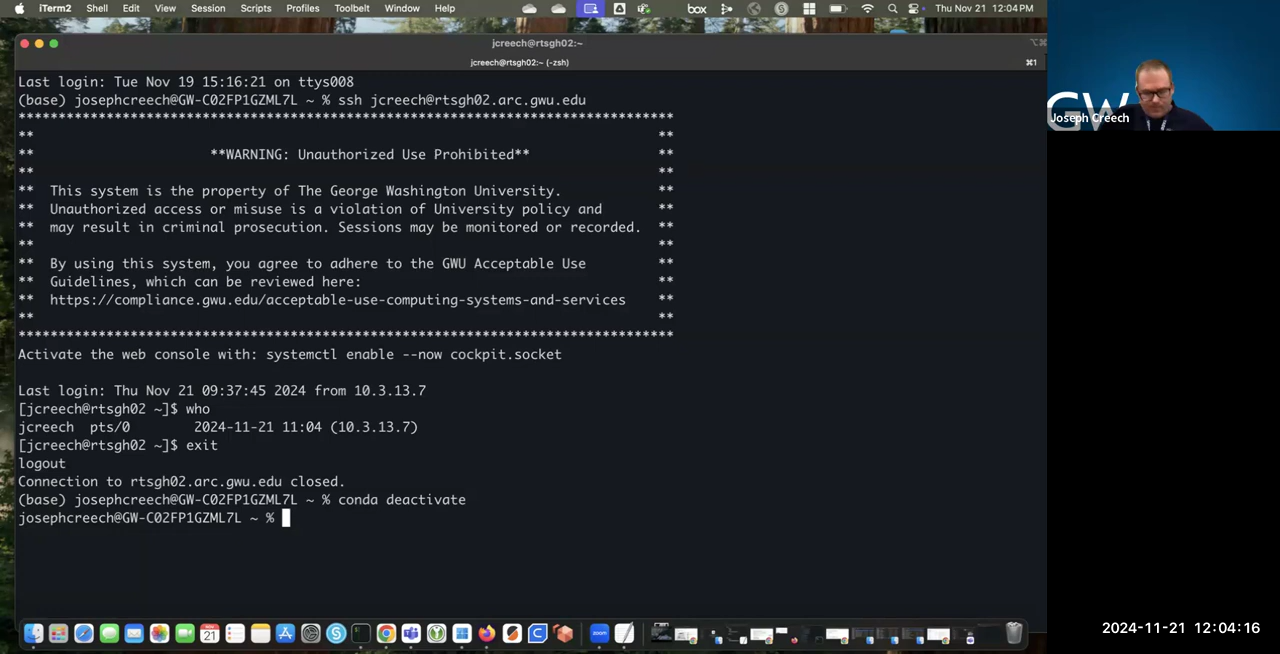 iTerm2 Shell Edit View Session Scripts Profiles Toolbelt Window Help box Thu Nov 21 12:04 PM
jcreech@rtsgh02:~
jcreech@rtsgh02:~ (-zsh) ⌘1
Last login: Tue Nov 19 15:16:21 on ttys008
(base) josephcreech@GW-C02FP1GZML7L ~ % ssh jcreech@rtsgh02.arc.gwu.edu
**********************************************************************************
** **
** **WARNING: Unauthorized Use Prohibited** **
** **
** This system is the property of The George Washington University. **
** Unauthorized access or misuse is a violation of University policy and **
** may result in criminal prosecution. Sessions may be monitored or recorded. **
** **
** By using this system, you agree to adhere to the GWU Acceptable Use **
** Guidelines, which can be reviewed here: **
** https://compliance.gwu.edu/acceptable-use-computing-systems-and-services **
** **
**********************************************************************************
Activate the web console with: systemctl enable --now cockpit.socket
Last login: Thu Nov 21 09:37:45 2024 from 10.3.13.7
[jcreech@rtsgh02 ~]$ who
jcreech pts/0 2024-11-21 11:04 (10.3.13.7)
[jcreech@rtsgh02 ~]$ exit
logout
Connection to rtsgh02.arc.gwu.edu closed.
(base) josephcreech@GW-C02FP1GZML7L ~ % conda deactivate
josephcreech@GW-C02FP1GZML7L ~ %
GW
Joseph Creech
NOV
21
zoom
2024-11-21 12:04:16